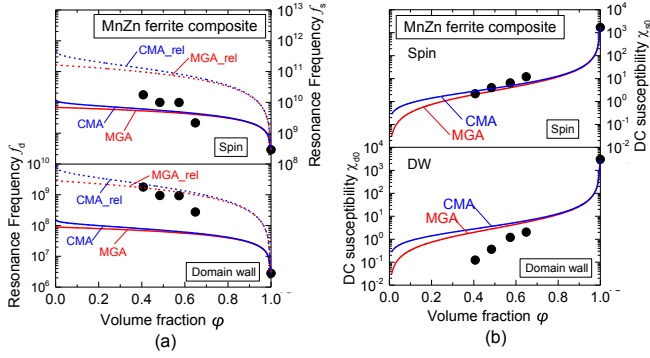 MnZn ferrite composite
10^13
10^12
10^11
10^10
10^9
10^8
Resonance Frequency f_s
CMA_rel
MGA_rel
CMA
MGA
Spin
10^10
10^9
10^8
10^7
10^6
Resonance Frequency f_d
CMA_rel
MGA_rel
CMA
MGA
Domain wall
0.0 0.2 0.4 0.6 0.8 1.0
Volume fraction φ
(a)
MnZn ferrite composite
Spin
10^5
10^4
10^3
10^2
10^1
10^0
10^-1
10^-2
DC susceptibility χ_s0
CMA
MGA
Spin
10^4
10^3
10^2
10^1
10^0
10^-1
10^-2
DC susceptibility χ_d0
DW
CMA
MGA
Domain wall
0.0 0.2 0.4 0.6 0.8 1.0
Volume fraction φ
(b)